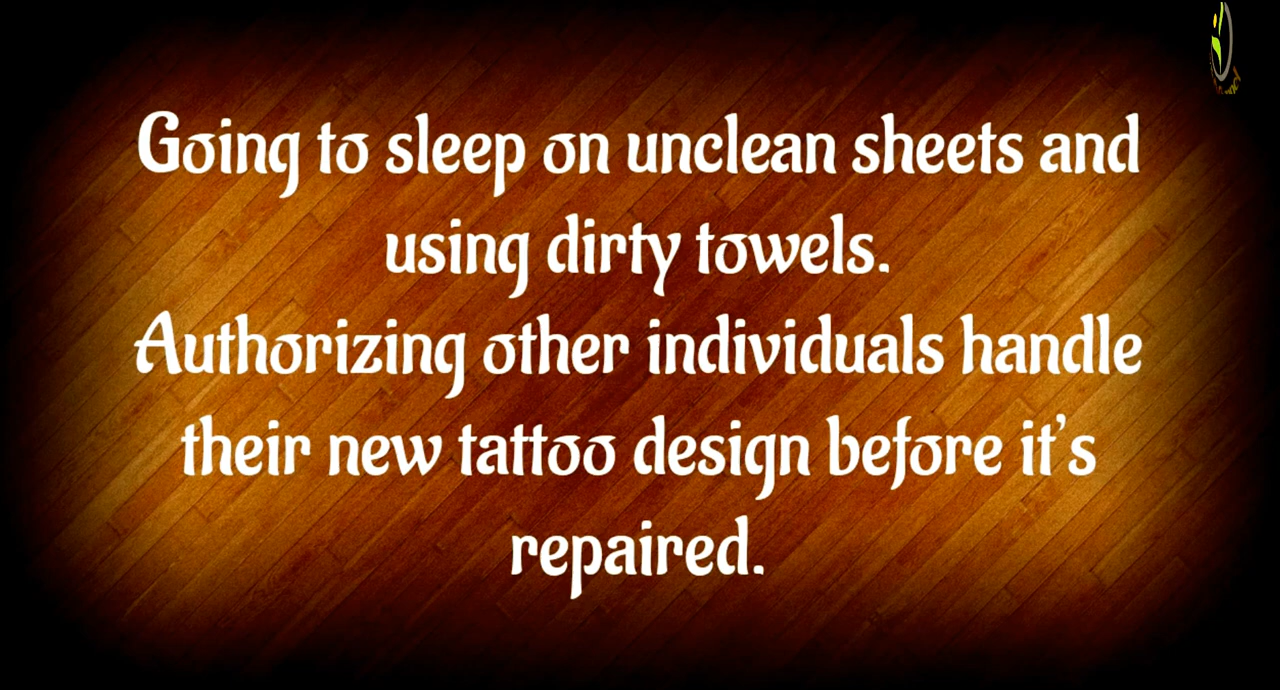 Going to sleep on unclean sheets and
using dirty towels.
Authorizing other individuals handle
their new tattoo design before it's
repaired.